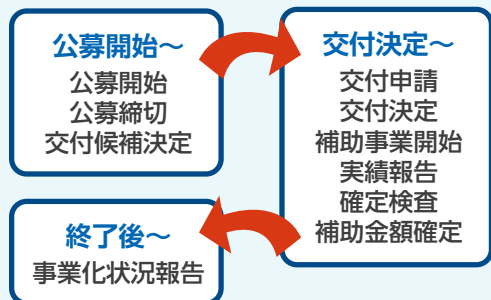 公募開始～
公募開始
公募締切
交付候補決定
交付決定～
交付申請
交付決定
補助事業開始
実績報告
確定検査
補助金額確定
終了後～
事業化状況報告